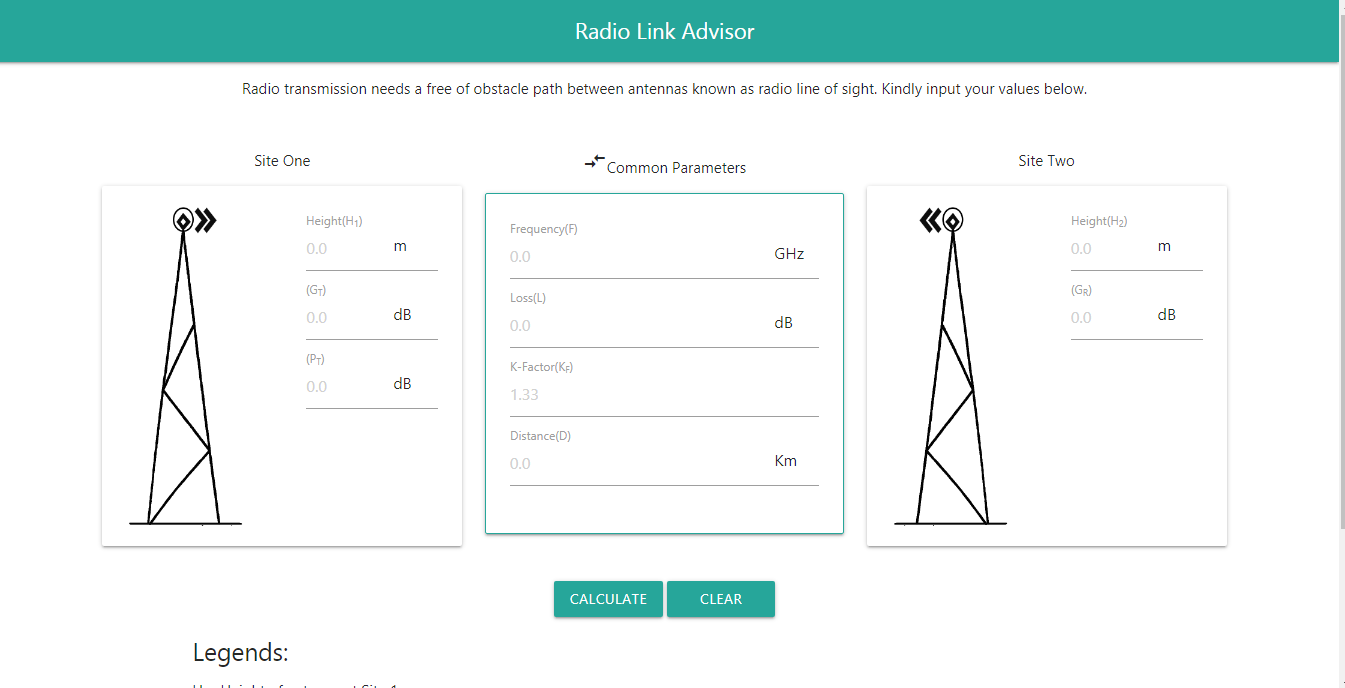 Radio Link Advisor
Radio transmission needs a free of obstacle path between antennas known as radio line of sight. Kindly input your values below.
Site One
Height(H₁)
0.0 m
(G_T)
0.0 dB
(P_T)
0.0 dB
Common Parameters
Frequency(F)
0.0 GHz
Loss(L)
0.0 dB
K-Factor(K_F)
1.33
Distance(D)
0.0 Km
Site Two
Height(H₂)
0.0 m
(G_R)
0.0 dB
CALCULATE CLEAR
Legends: